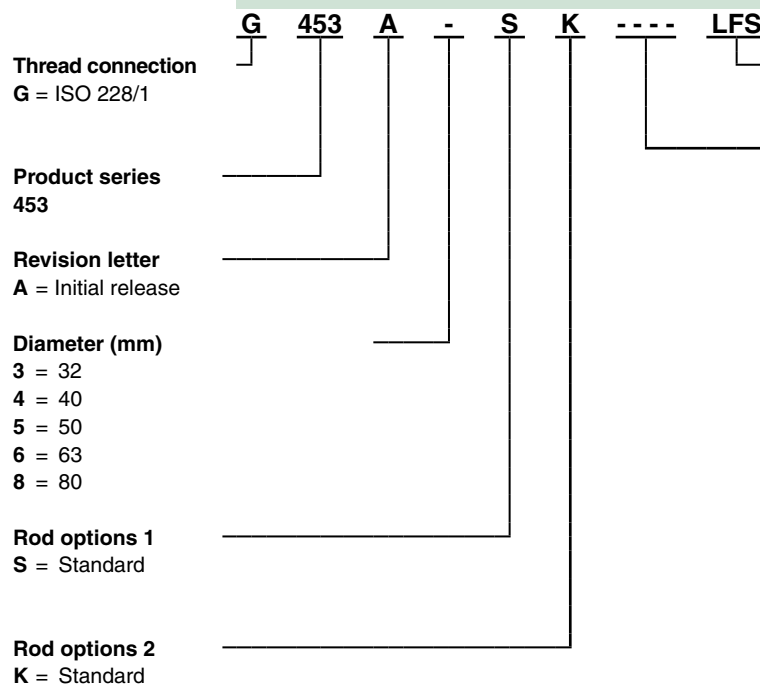 G 453 A - S K - - - - LFS
Thread connection
G = ISO 228/1
Product series
453
Revision letter
A = Initial release
Diameter (mm)
3 = 32
4 = 40
5 = 50
6 = 63
8 = 80
Rod options 1
S = Standard
Rod options 2
K = Standard